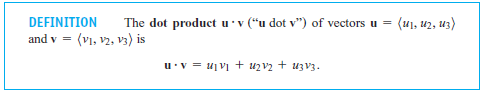 DEFINITION The dot product u · v (“u dot v”) of vectors u = ⟨u₁, u₂, u₃⟩
and v = ⟨v₁, v₂, v₃⟩ is
u · v = u₁v₁ + u₂v₂ + u₃v₃.